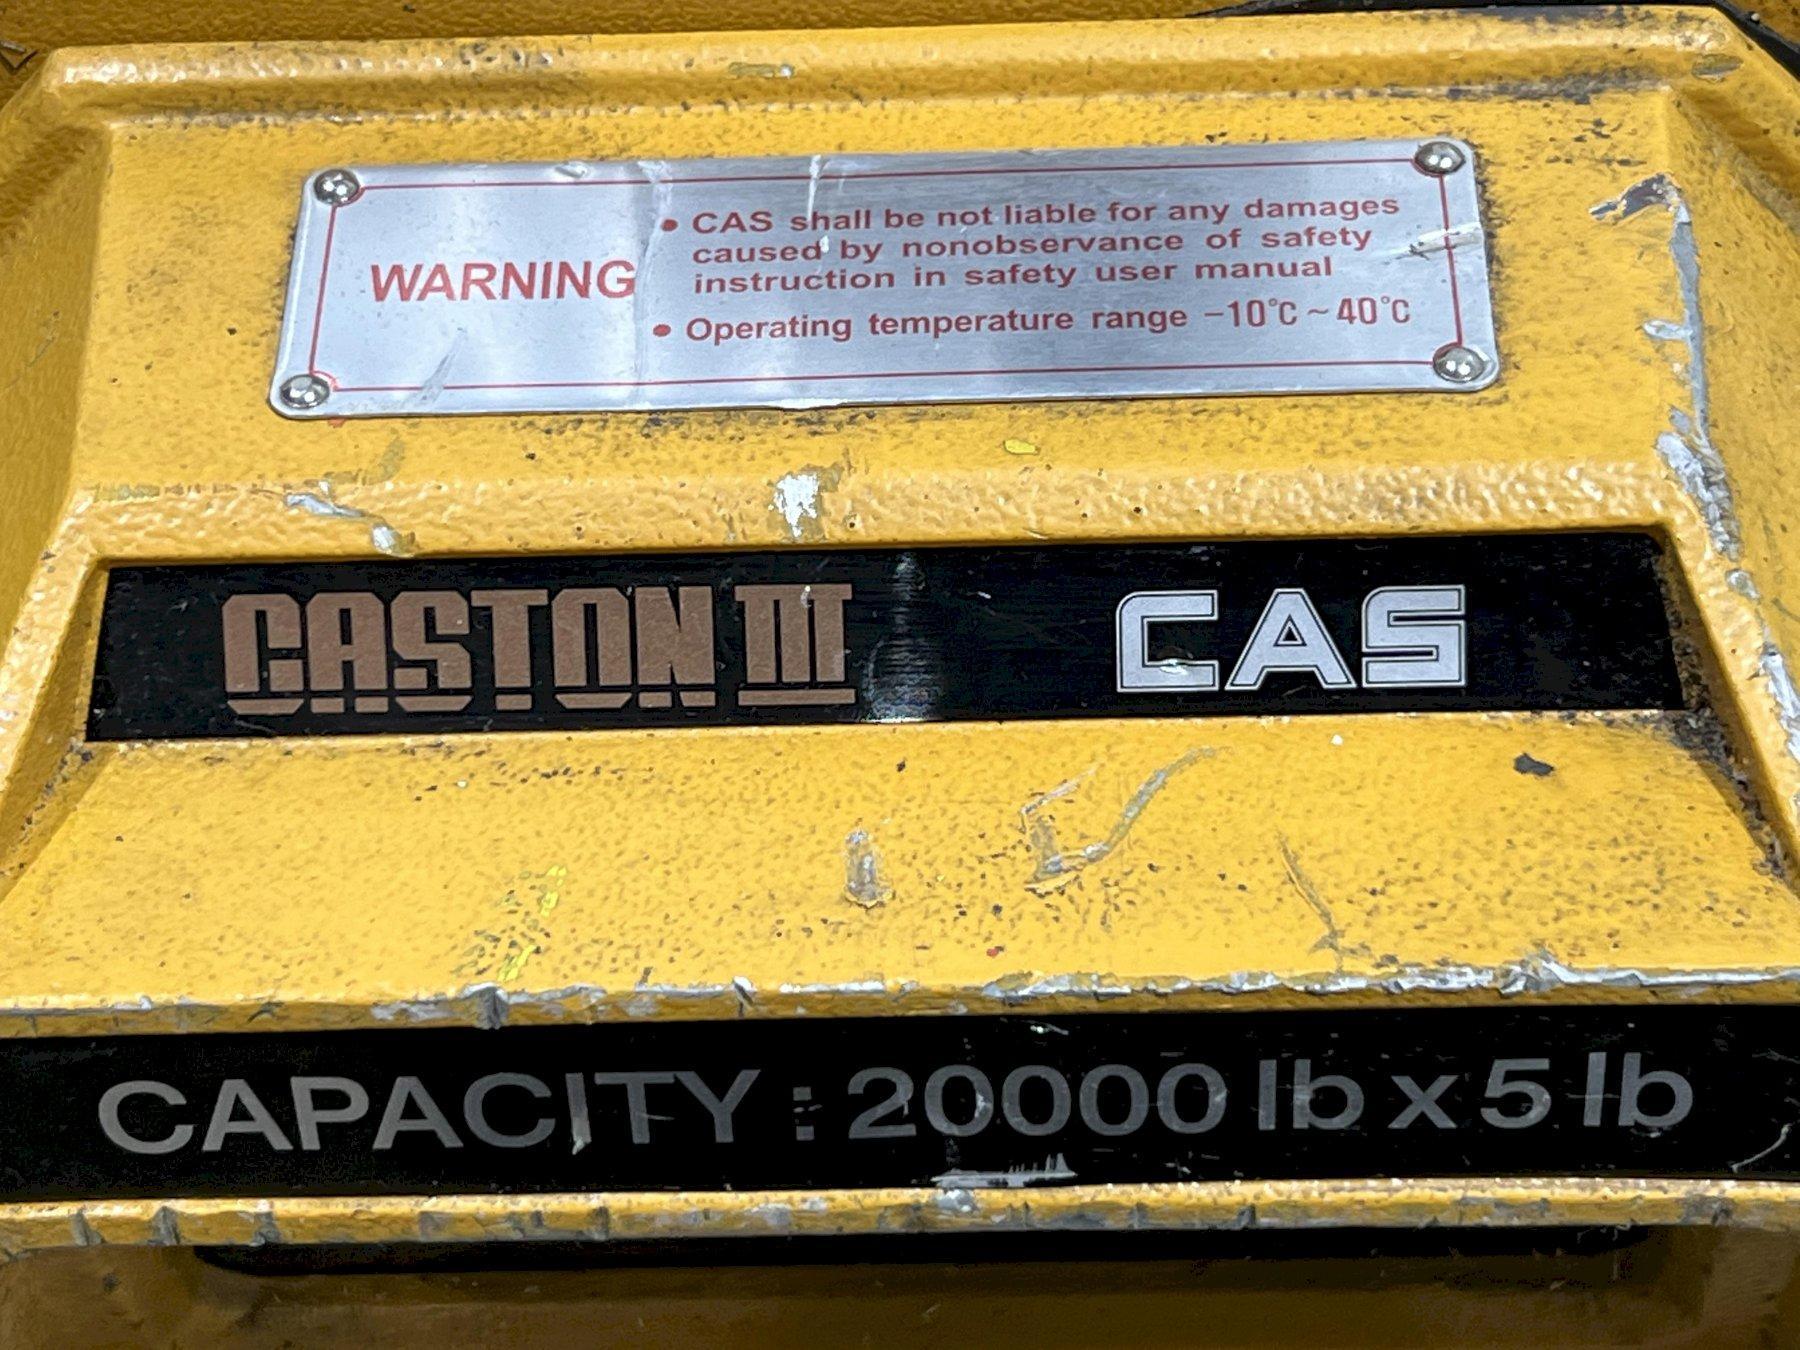 WARNING
• CAS shall be not liable for any damages
caused by nonobservance of safety
instruction in safety user manual
• Operating temperature range -10°C ~ 40°C
CASTON III CAS
CAPACITY : 20000 lb x 5 lb